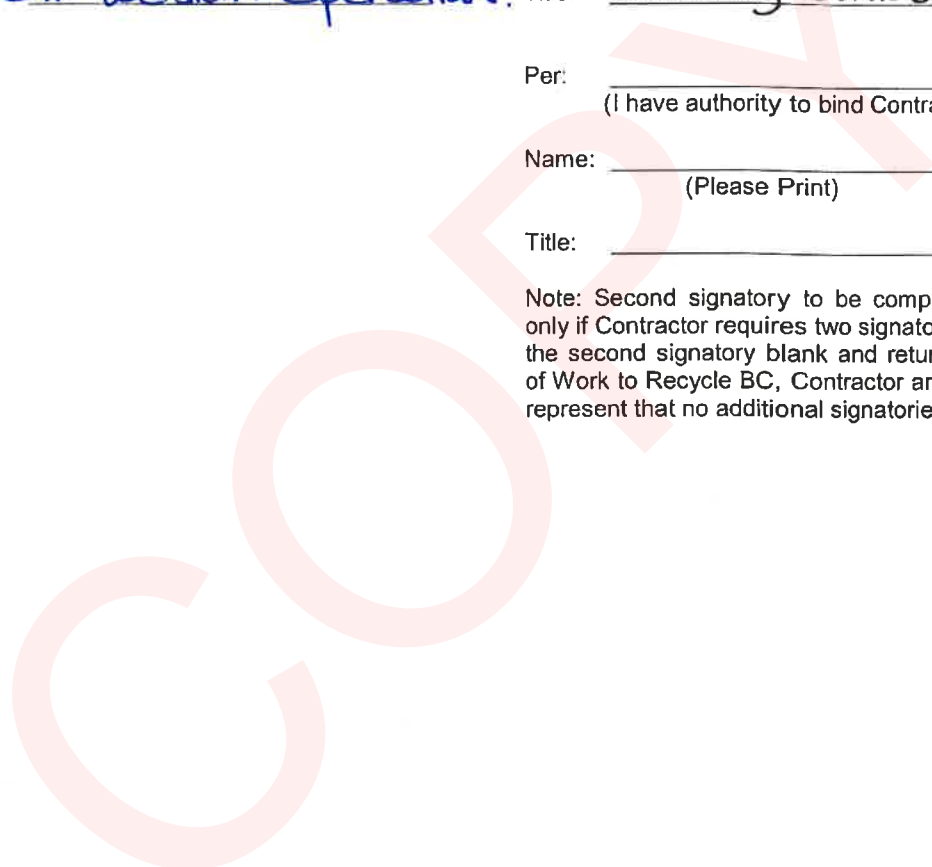 Per:
(I have authority to bind Contra
Name:
(Please Print)
Title:
Note: Second signatory to be comp
only if Contractor requires two signato
the second signatory blank and retur
of Work to Recycle BC, Contractor an
represent that no additional signatorie
COPY